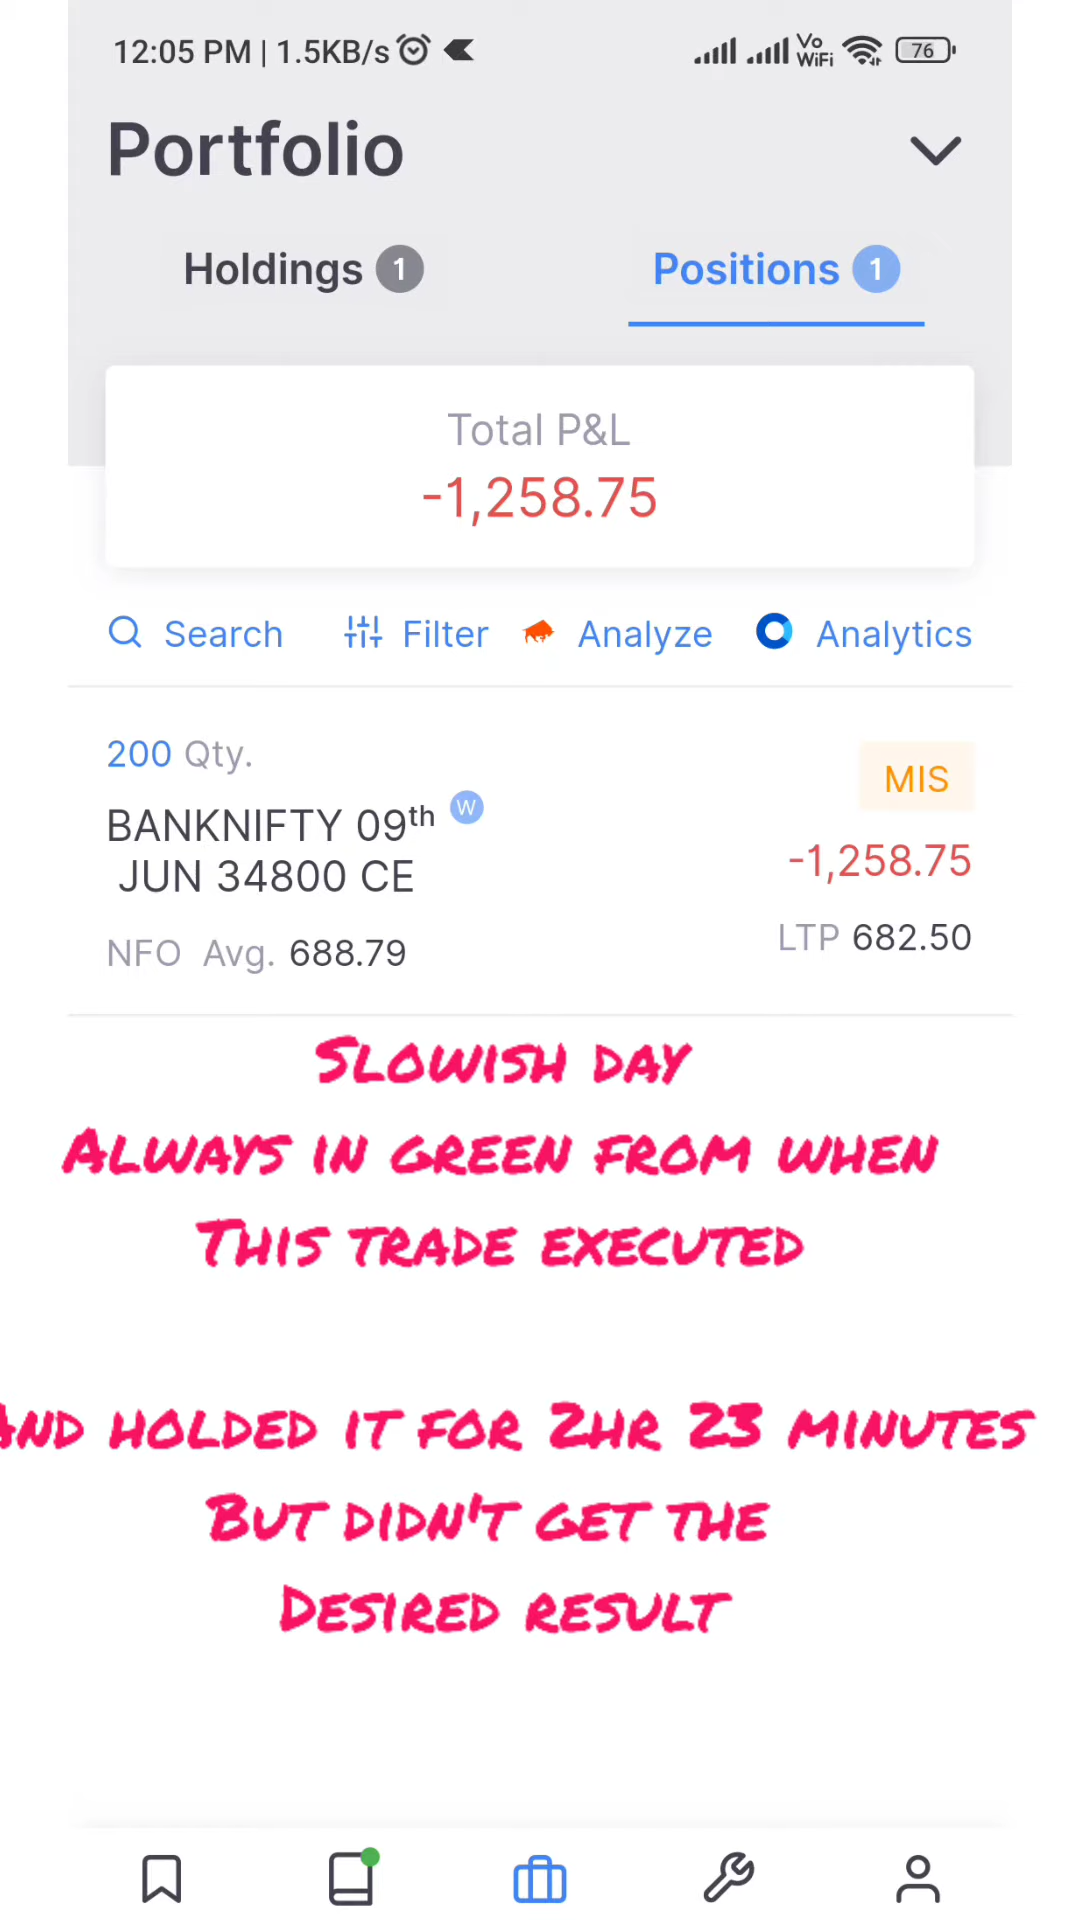 12:05 PM | 1.5KB/s Vo WiFi 76
Portfolio
Holdings 1 Positions 1
Total P&L
-1,258.75
Search Filter Analyze Analytics
200 Qty. MIS
BANKNIFTY 09th W
JUN 34800 CE -1,258.75
NFO Avg. 688.79 LTP 682.50
Slowish day
Always in green from when
This trade executed
And holded it for 2hr 23 minutes
But didn't get the
Desired result